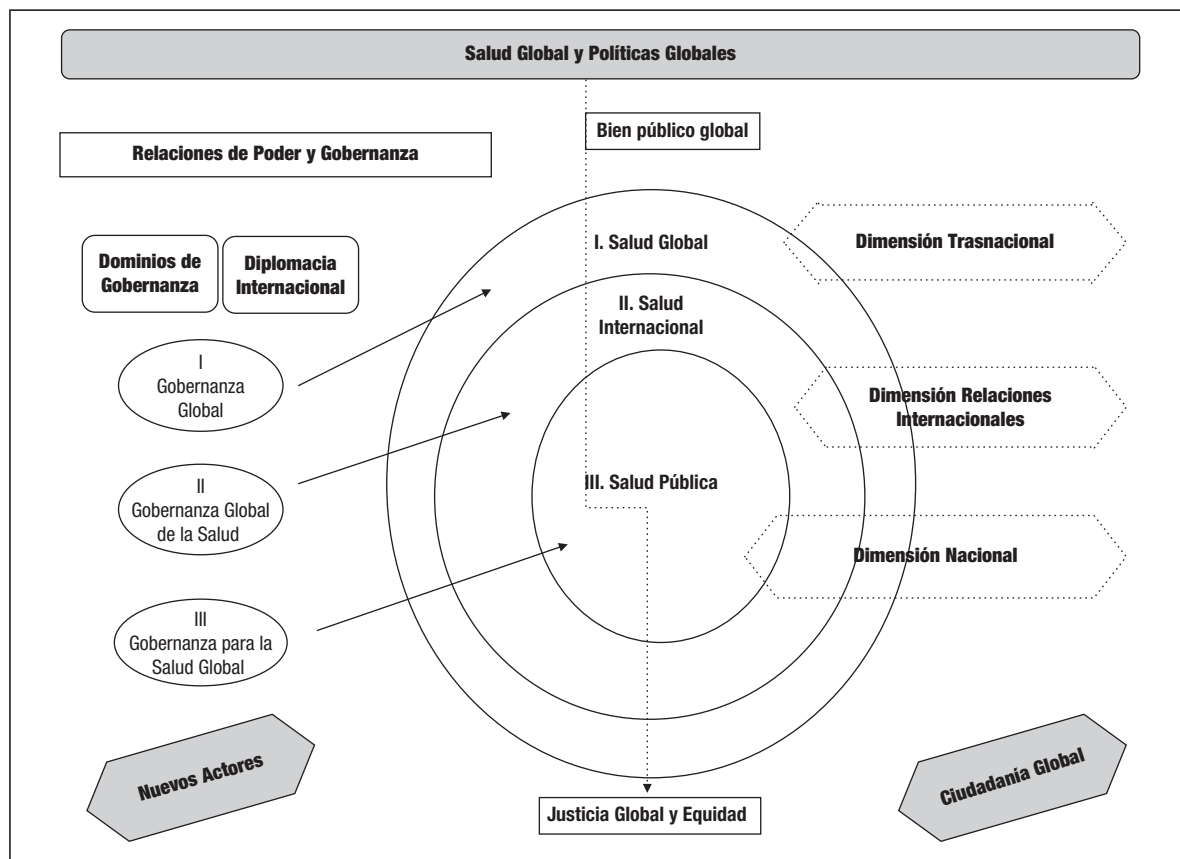 Salud Global y Políticas Globales
Bien público global
Relaciones de Poder y Gobernanza
Dominios de
Gobernanza
Diplomacia
Internacional
I. Salud Global
Dimensión Trasnacional
II. Salud
Internacional
I
Gobernanza
Global
Dimensión Relaciones
Internacionales
II
Gobernanza Global
de la Salud
III. Salud Pública
Dimensión Nacional
III
Gobernanza para la
Salud Global
Nuevos Actores
Ciudadanía Global
Justicia Global y Equidad